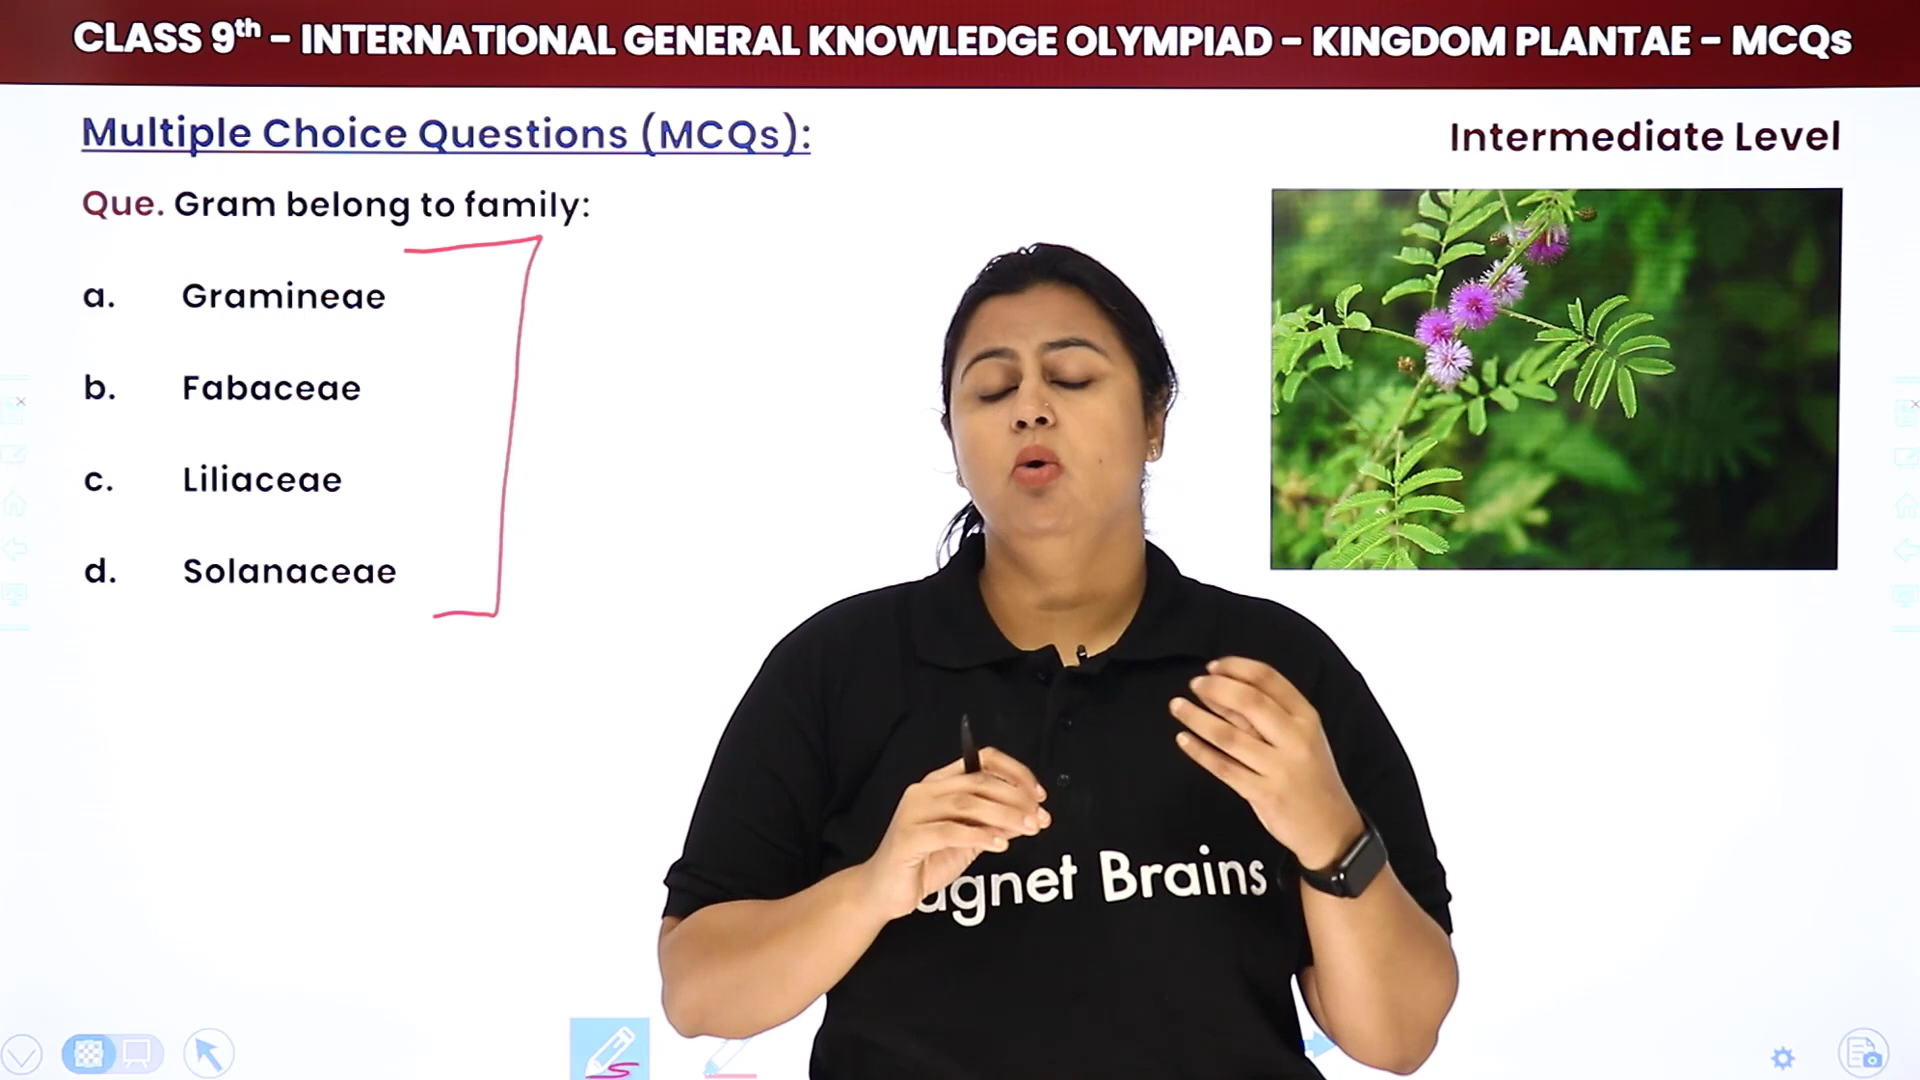 CLASS 9th – INTERNATIONAL GENERAL KNOWLEDGE OLYMPIAD – KINGDOM PLANTAE – MCQs
Multiple Choice Questions (MCQs):
Intermediate Level
Que. Gram belong to family:
a. Gramineae
b. Fabaceae
c. Liliaceae
d. Solanaceae
agnet Brains